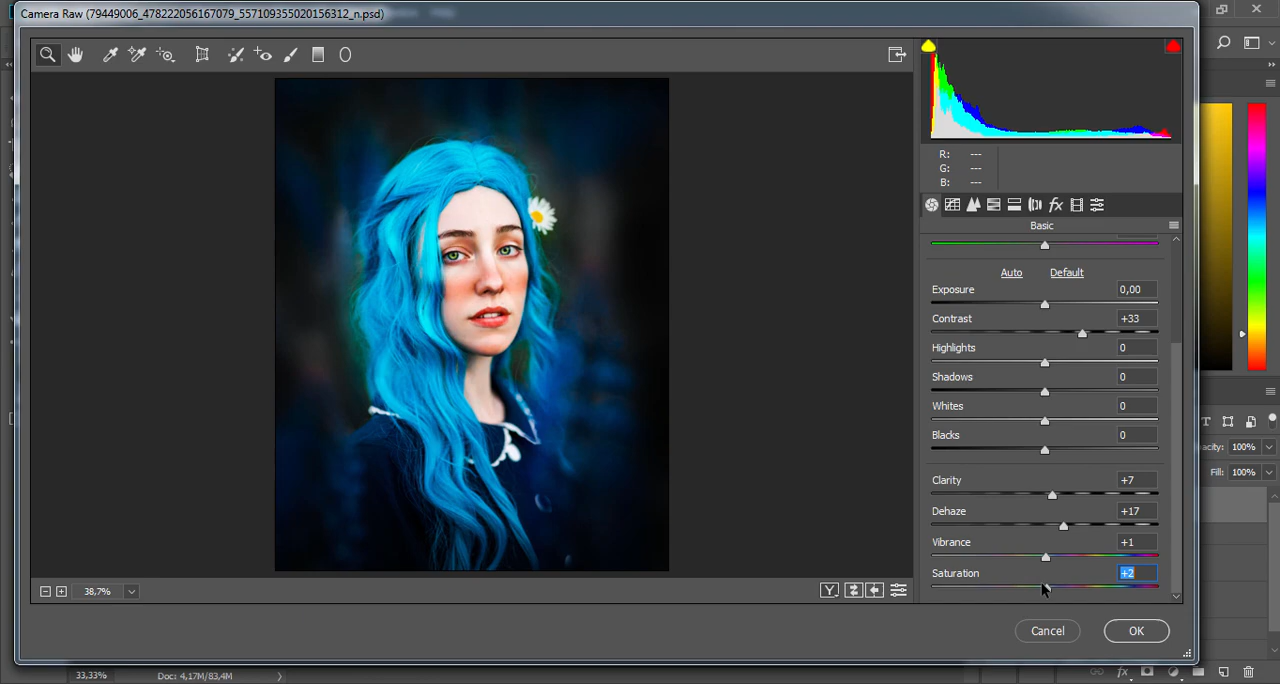 Camera Raw (79449006_478222056167079_557109355020156312_n.psd)
R: ---
G: ---
B: ---
fx
Basic
Auto Default
Exposure 0,00
Contrast +33
Highlights 0
Shadows 0
Whites 0
Blacks 0
Clarity +7
Dehaze +17
Vibrance +1
Saturation +2
38,7%
Y
Cancel OK
T
100%
Fill: 100%
33,33% Doc: 4,17M/83,4M
fx